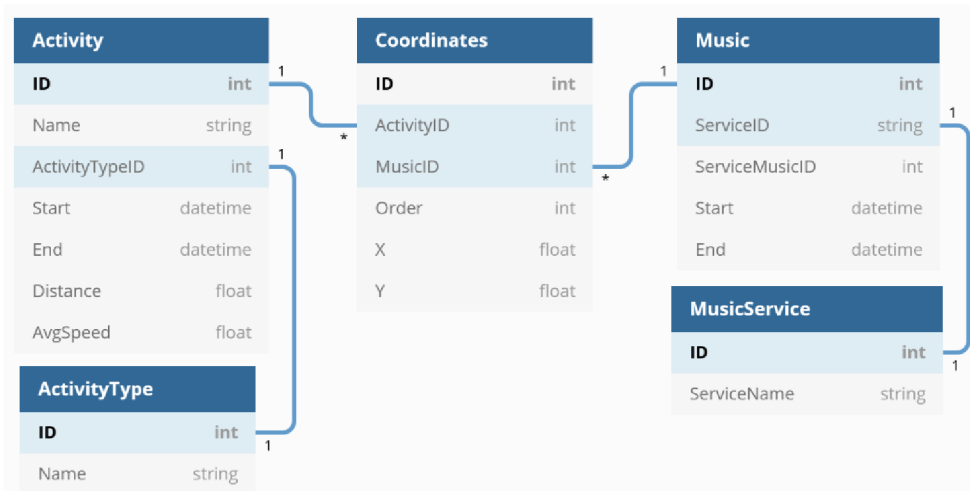 Activity
ID int
Name string
ActivityTypeID int
Start datetime
End datetime
Distance float
AvgSpeed float
1
*
1
1
ActivityType
ID int
Name string
Coordinates
ID int
ActivityID int
MusicID int
Order int
X float
Y float
1
*
Music
ID int
ServiceID string
ServiceMusicID int
Start datetime
End datetime
1
1
MusicService
ID int
ServiceName string